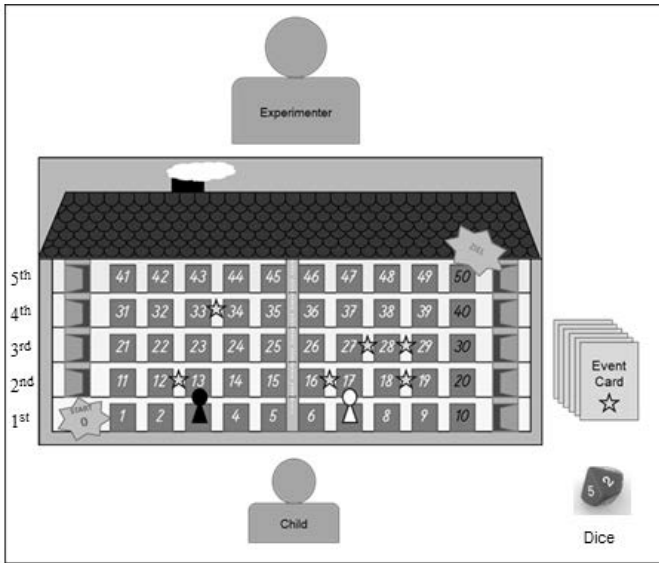 Experimenter
ZIEL
5th 41 42 43 44 45 46 47 48 49 50
4th 31 32 33 34 35 36 37 38 39 40
3rd 21 22 23 24 25 26 27 28 29 30
2nd 11 12 13 14 15 16 17 18 19 20
1st START 0 1 2 4 5 6 8 9 10
Event
Card
5 2
Child
Dice